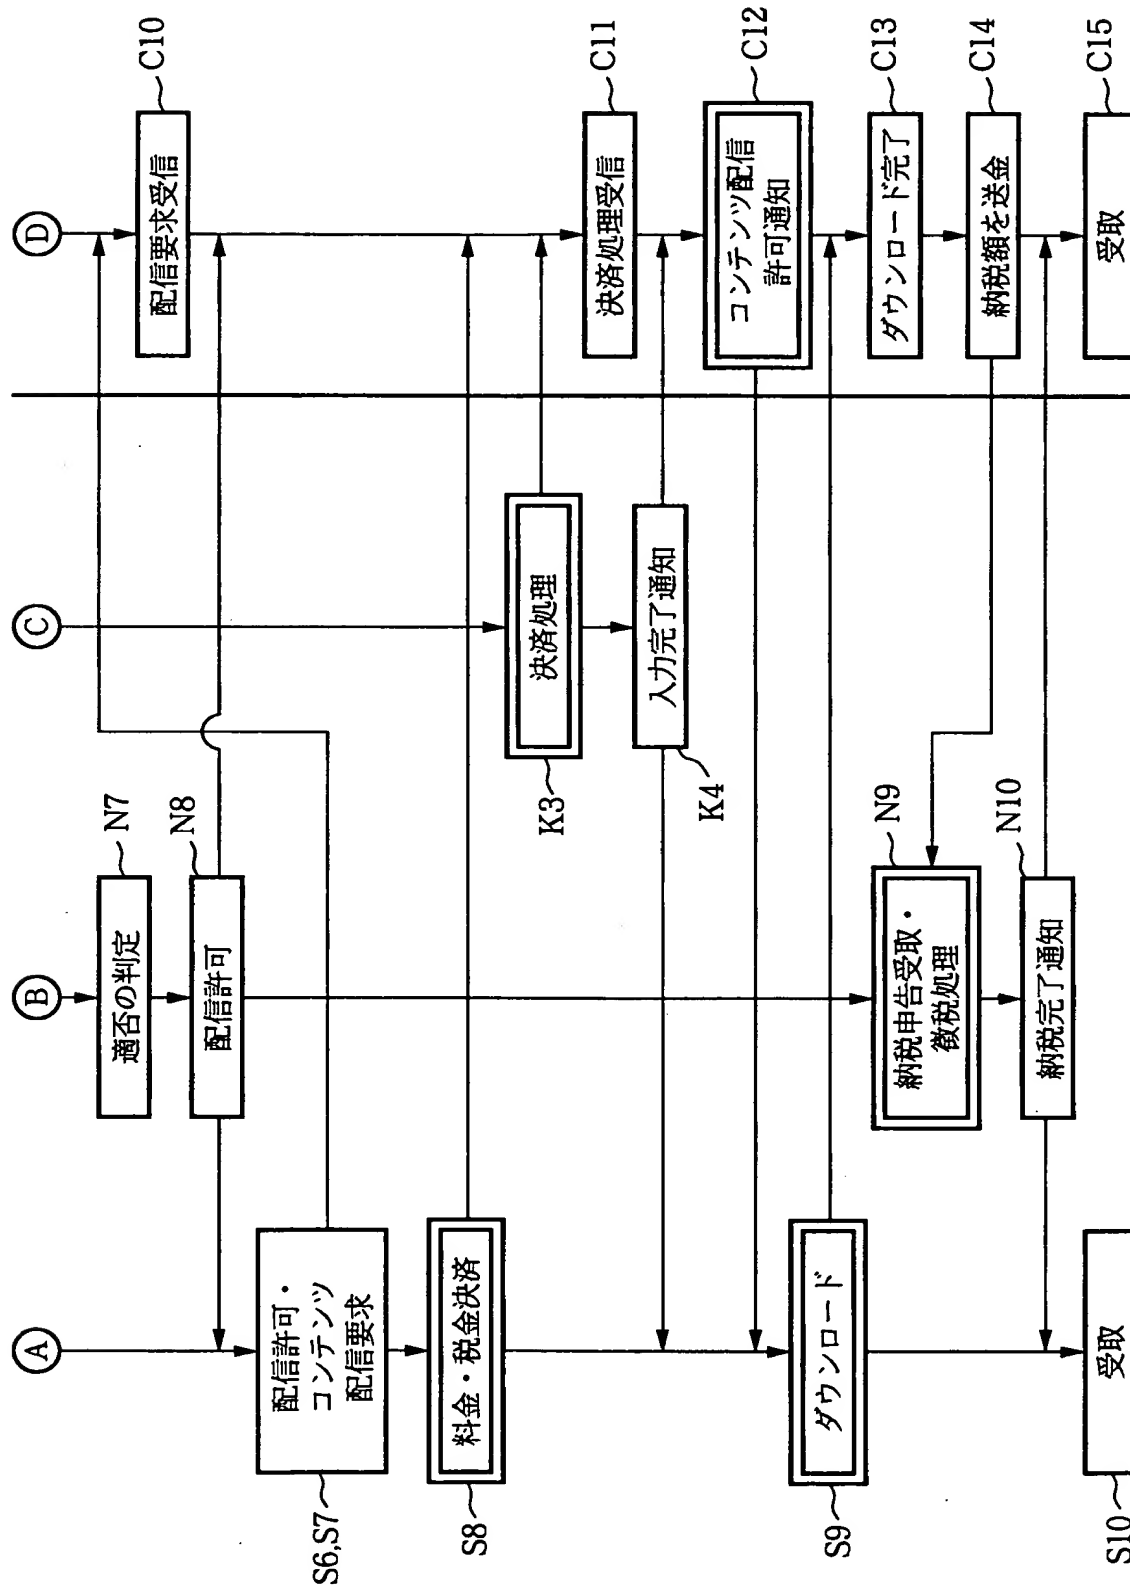 A
B
C
D
適否の判定
N7
配信要求受信
C10
配信許可
N8
配信許可・
コンテンツ
配信要求
S6,S7
料金・税金決済
S8
決済処理
K3
決済処理受信
C11
入力完了通知
K4
コンテンツ配信
許可通知
C12
ダウンロード
S9
ダウンロード完了
C13
納税申告受取・
徴税処理
N9
納税額を送金
C14
納税完了通知
N10
受取
S10
受取
C15